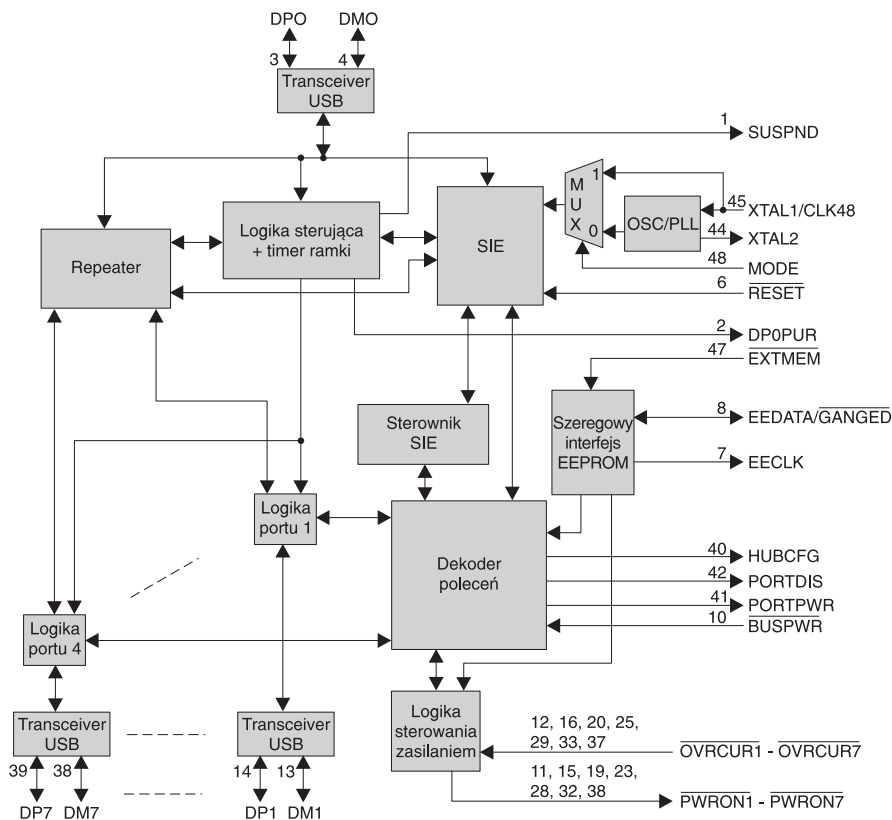 DPO DMO
3 4
Transceiver
USB
1 SUSPND
Repeater
Logika sterująca
+ timer ramki
SIE
MUX
1
0
OSC/PLL
45 XTAL1/CLK48
44 XTAL2
48 MODE
6 RESET
2 DP0PUR
47 EXTMEM
Sterownik
SIE
Szeregowy
interfejs
EEPROM
8 EEDATA/GANGED
7 EECLK
Logika
portu 1
Dekoder
poleceń
40 HUBCFG
42 PORTDIS
41 PORTPWR
10 BUSPWR
Logika
portu 4
Transceiver
USB
Transceiver
USB
Logika
sterowania
zasilaniem
12, 16, 20, 25,
29, 33, 37
OVRCUR1 - OVRCUR7
11, 15, 19, 23,
28, 32, 38
PWRON1 - PWRON7
39 38 14 13
DP7 DM7 DP1 DM1